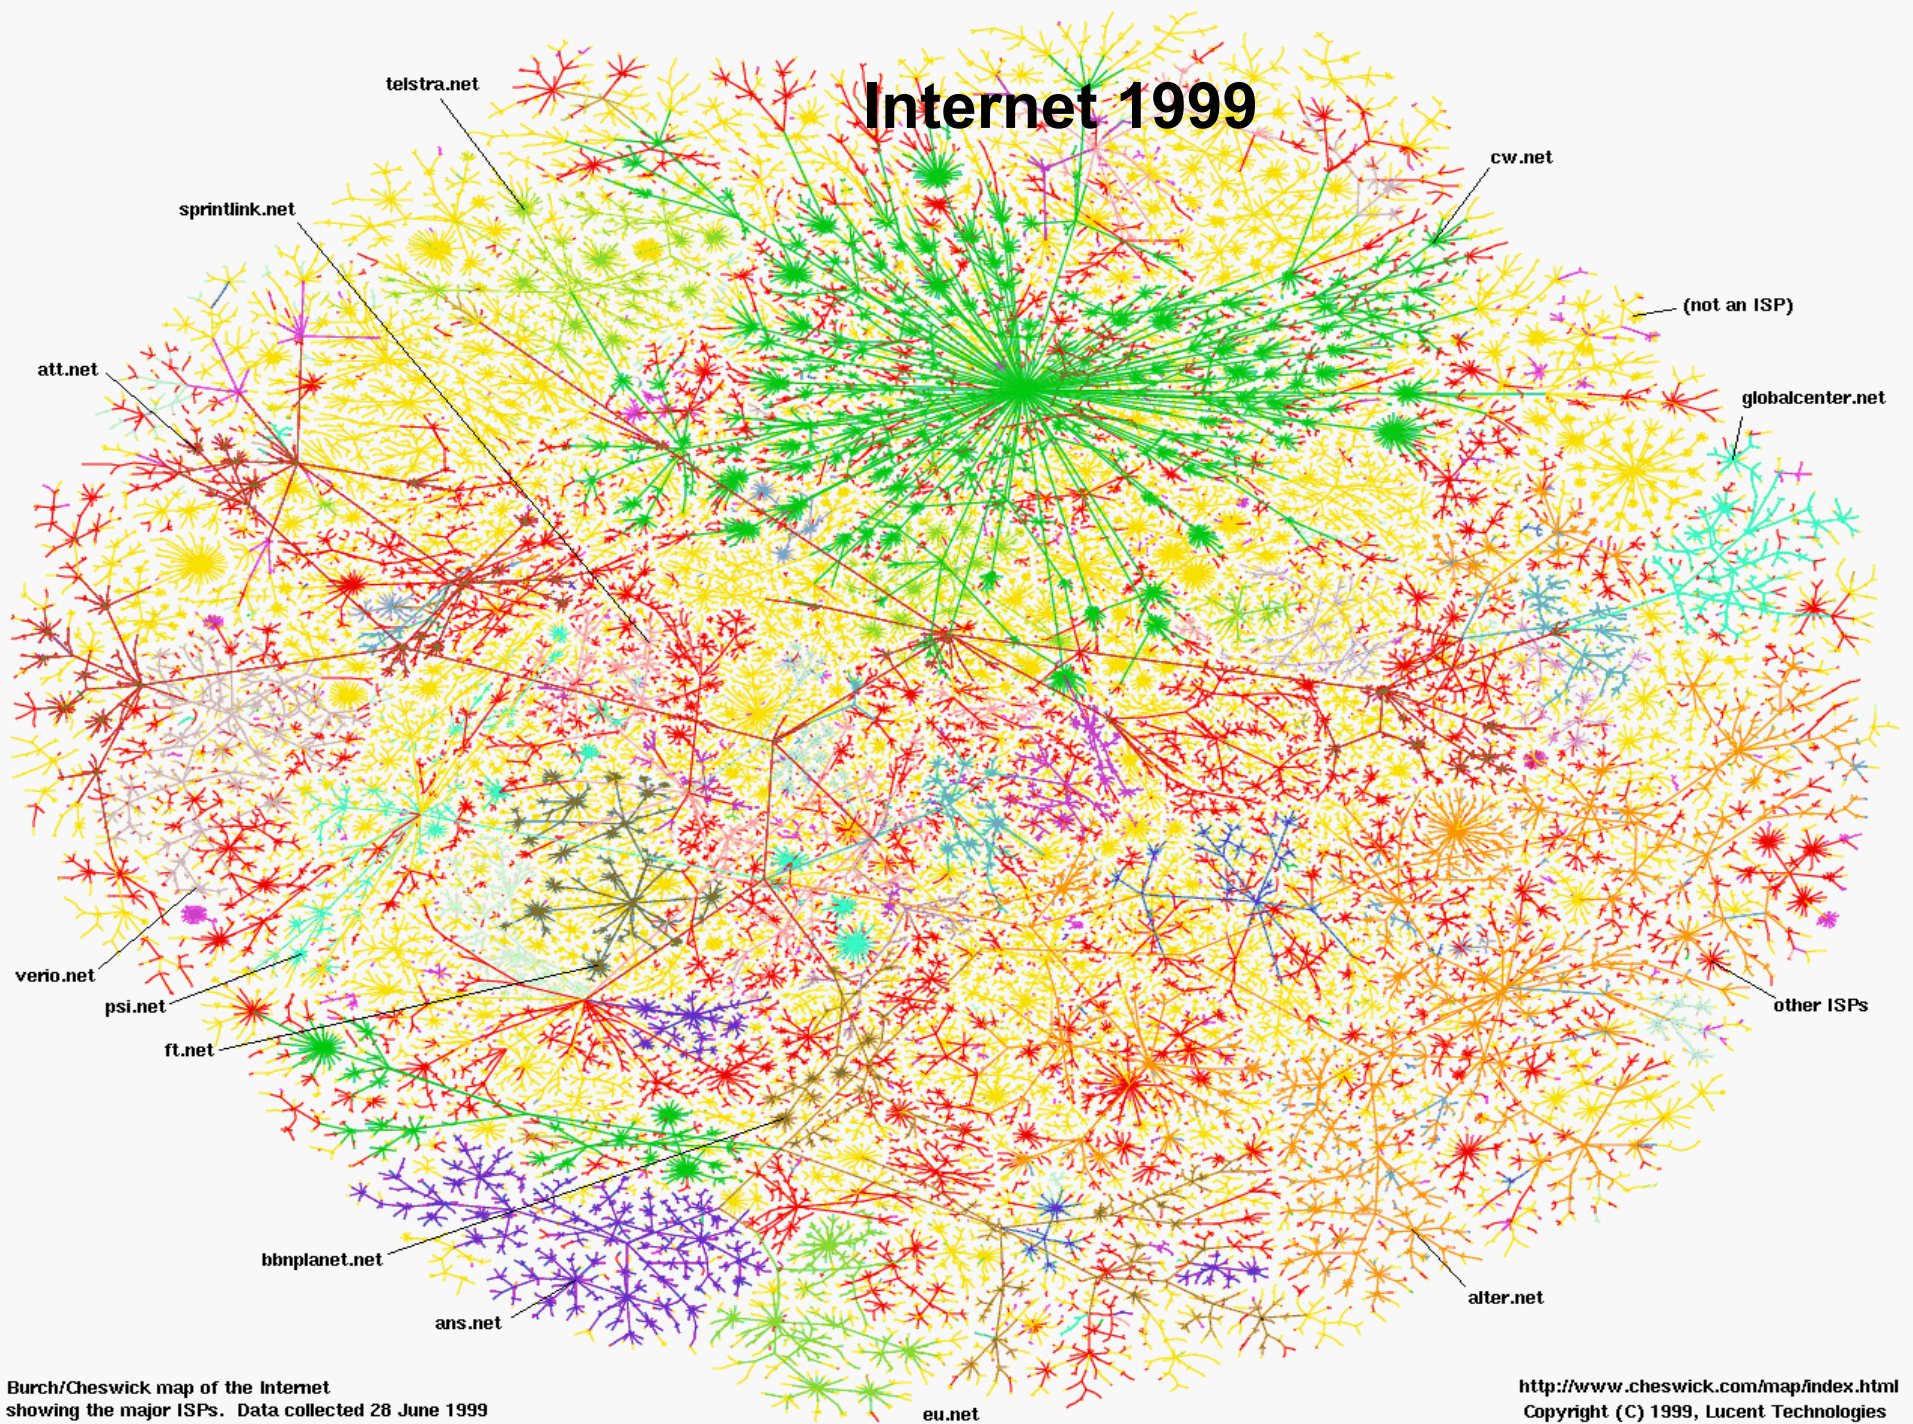 Internet 1999
telstra.net
cw.net
sprintlink.net
(not an ISP)
att.net
globalcenter.net
verio.net
psi.net
other ISPs
ft.net
bbnplanet.net
alter.net
ans.net
Burch/Cheswick map of the Internet
showing the major ISPs. Data collected 28 June 1999
eu.net
http://www.cheswick.com/map/index.html
Copyright (C) 1999, Lucent Technologies